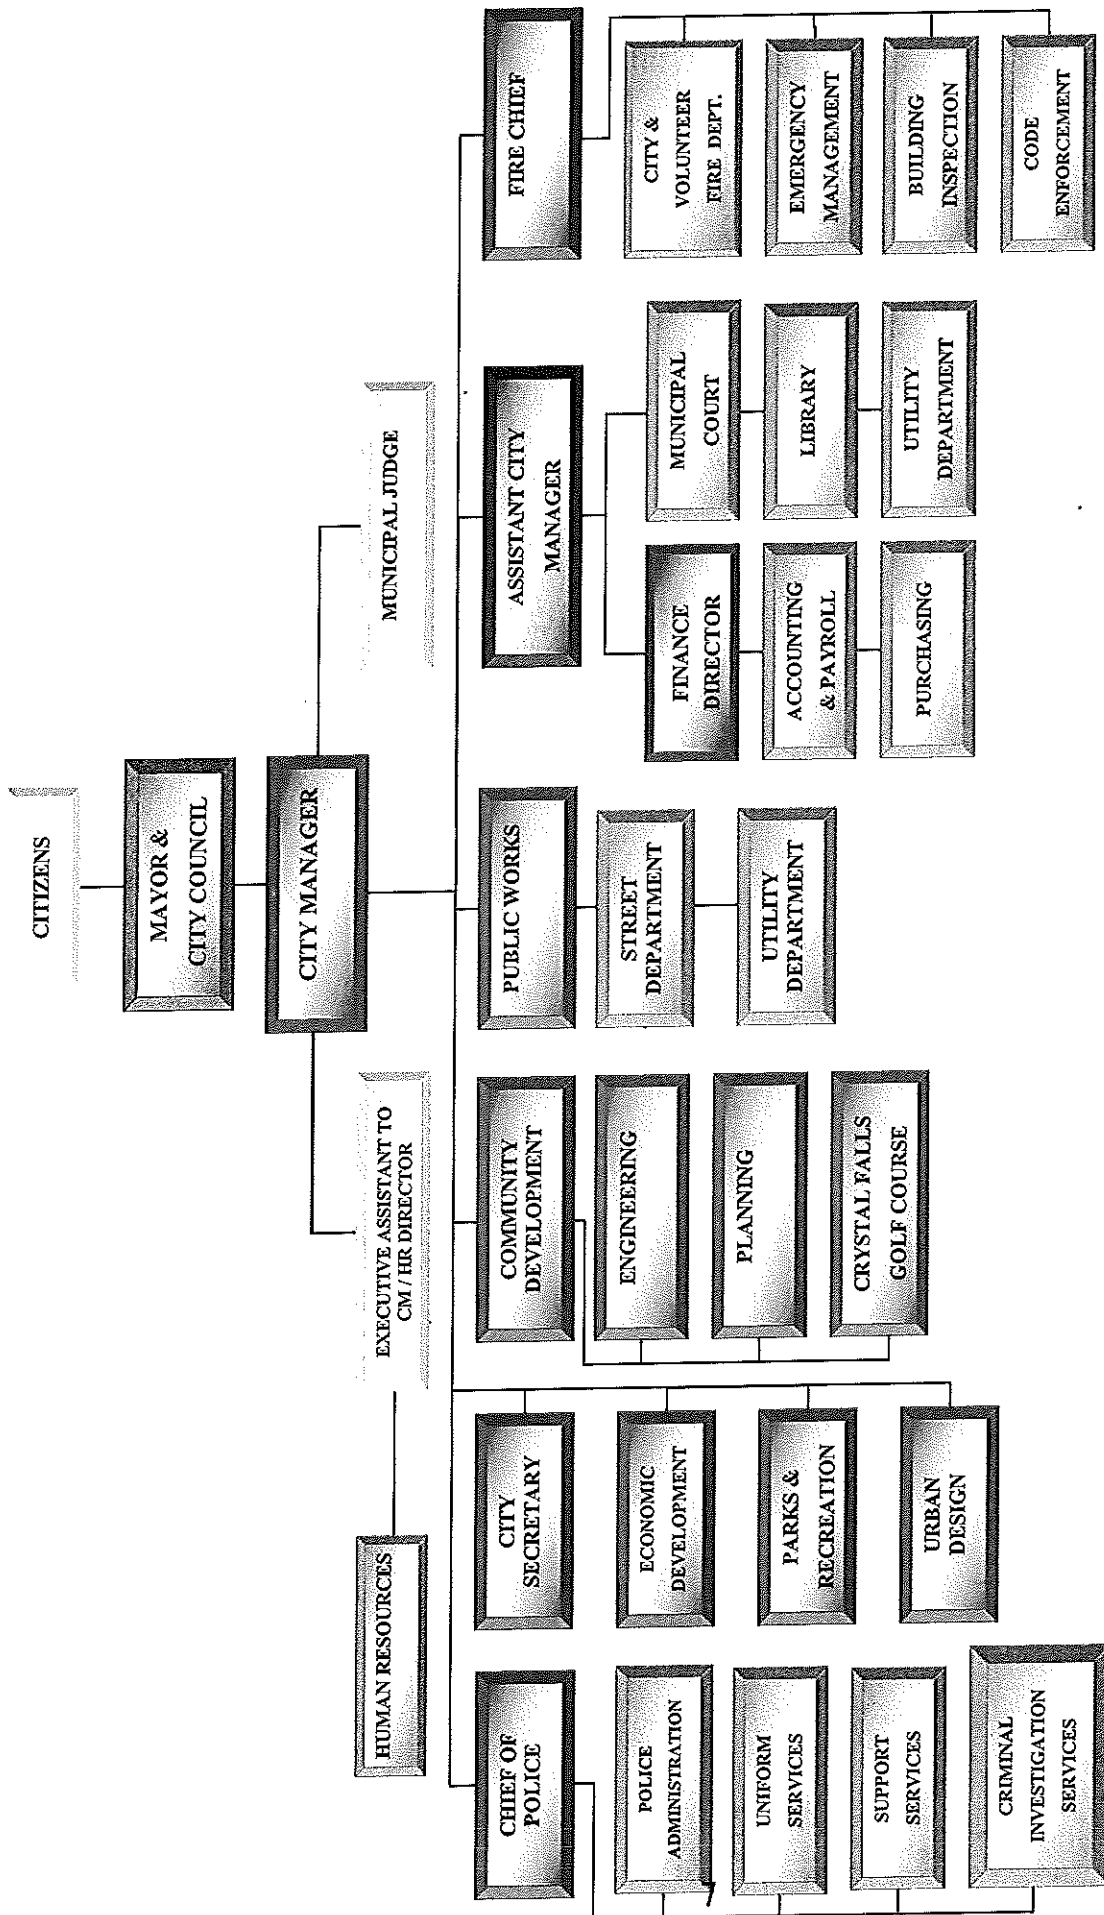 CITIZENS
MAYOR &
CITY COUNCIL
CITY MANAGER
EXECUTIVE ASSISTANT TO
CM / HR DIRECTOR
MUNICIPAL JUDGE
HUMAN RESOURCES
CHIEF OF
POLICE
POLICE
ADMINISTRATION
UNIFORM
SERVICES
SUPPORT
SERVICES
CRIMINAL
INVESTIGATION
SERVICES
CITY
SECRETARY
ECONOMIC
DEVELOPMENT
PARKS &
RECREATION
URBAN
DESIGN
COMMUNITY
DEVELOPMENT
ENGINEERING
PLANNING
CRYSTAL FALLS
GOLF COURSE
PUBLIC WORKS
STREET
DEPARTMENT
UTILITY
DEPARTMENT
ASSISTANT CITY
MANAGER
FINANCE
DIRECTOR
ACCOUNTING
& PAYROLL
PURCHASING
MUNICIPAL
COURT
LIBRARY
UTILITY
DEPARTMENT
FIRE CHIEF
CITY &
VOLUNTEER
FIRE DEPT.
EMERGENCY
MANAGEMENT
BUILDING
INSPECTION
CODE
ENFORCEMENT